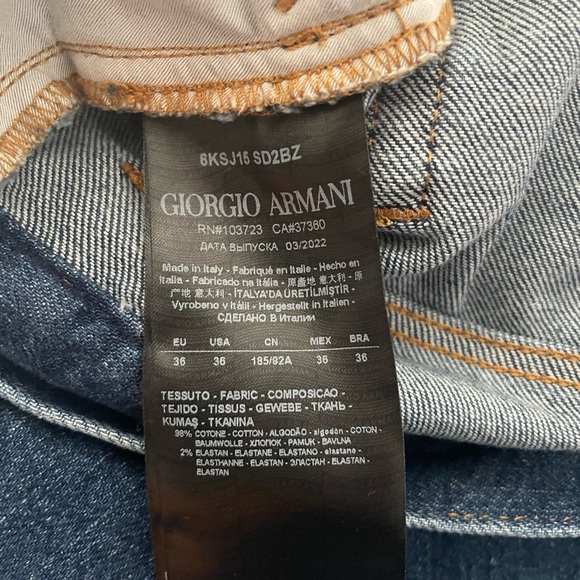 6KSJ16 SD2BZ
GIORGIO ARMANI
RN#103723 CA#37360
ДАТА ВЫПУСКА 03/2022
Made in Italy - Fabriqué en Italie - Hecho en
Italia - Fabricado na Itália - 原產地 意大利 - 原
产地 意大利 - İTALYA'DA ÜRETİLMİŞTİR -
Vyrobeno v Itálii - Hergestellt in Italien -
СДЕЛАНО В Италии
EU USA CN MEX BRA
36 36 185/92A 36 36
TESSUTO - FABRIC - COMPOSICAO -
TEJIDO - TISSUS - GEWEBE - ТКАНЬ -
KUMAŞ - TKANINA
98% COTONE - COTTON - ALGODÃO - algodón - COTON -
BAUMWOLLE - ХЛОПОК - PAMUK - BAVLNA
2% ELASTAN - ELASTANE - ELASTANO - elastano -
ELASTHANNE - ELASTAN - ЭЛАСТАН - ELASTAN -
ELASTAN